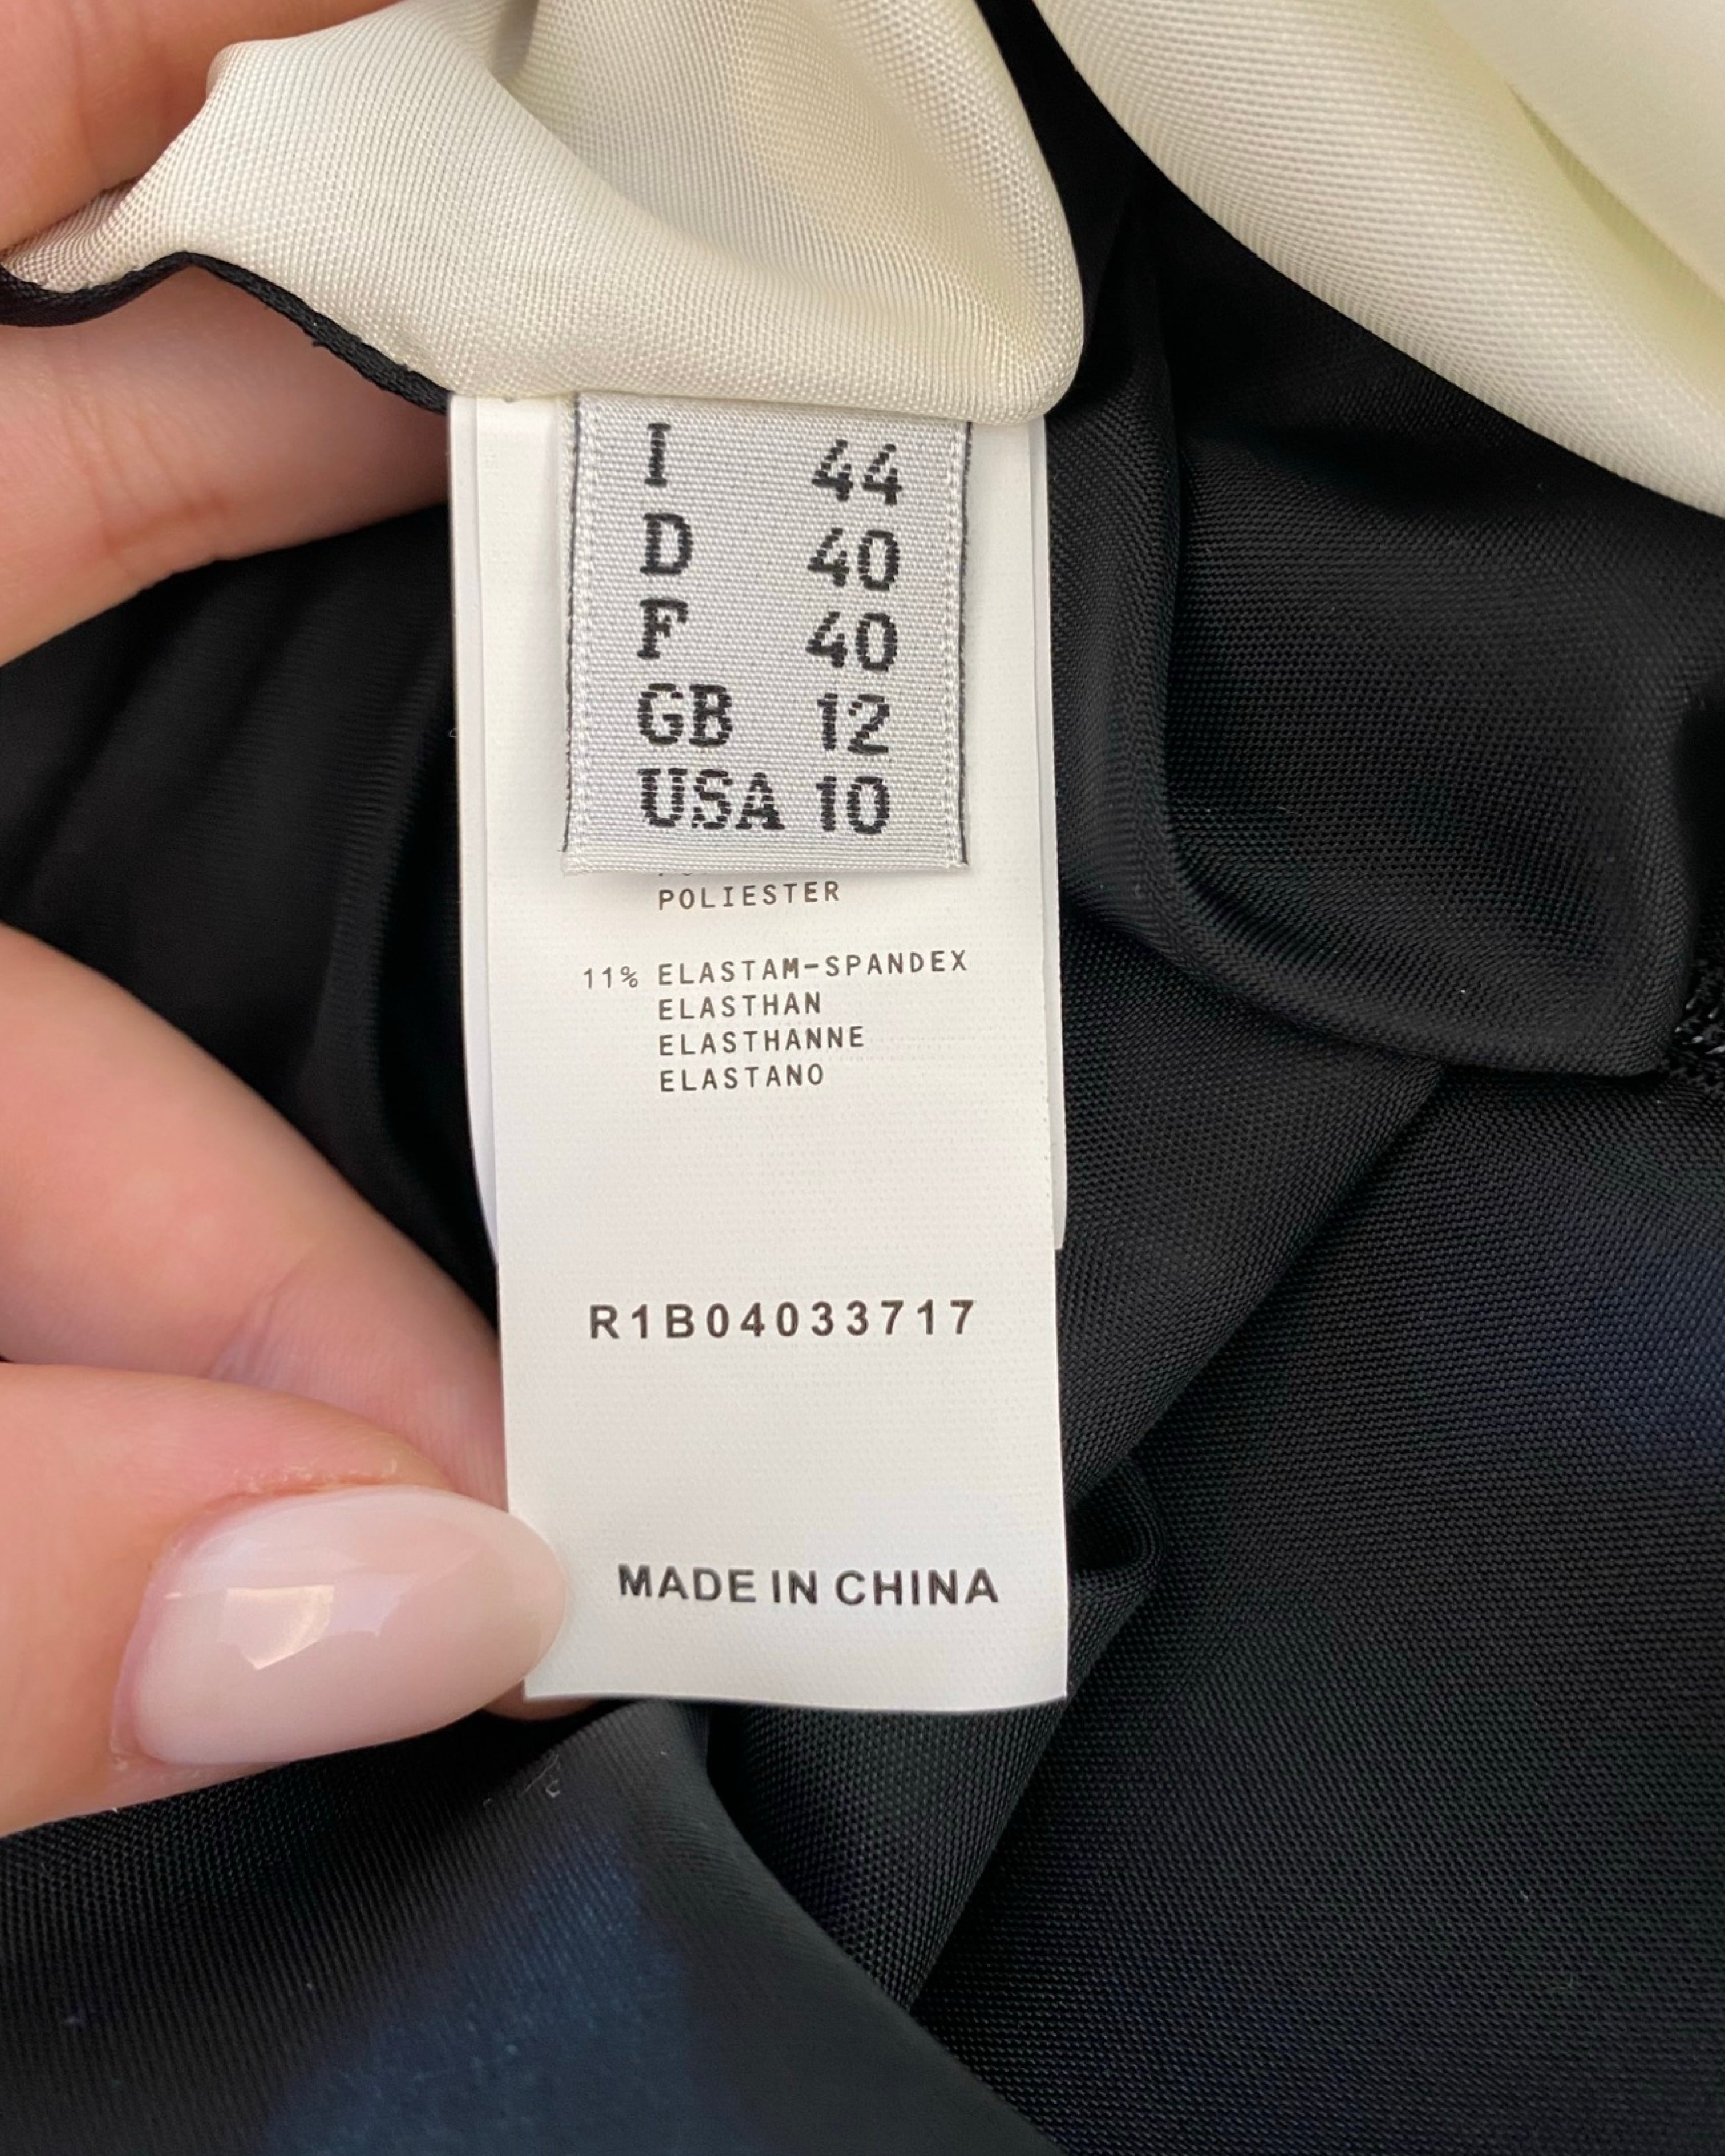 I 44
D 40
F 40
GB 12
USA 10
POLIESTER
11% ELASTAM-SPANDEX
ELASTHAN
ELASTHANNE
ELASTANO
R1B04033717
MADE IN CHINA